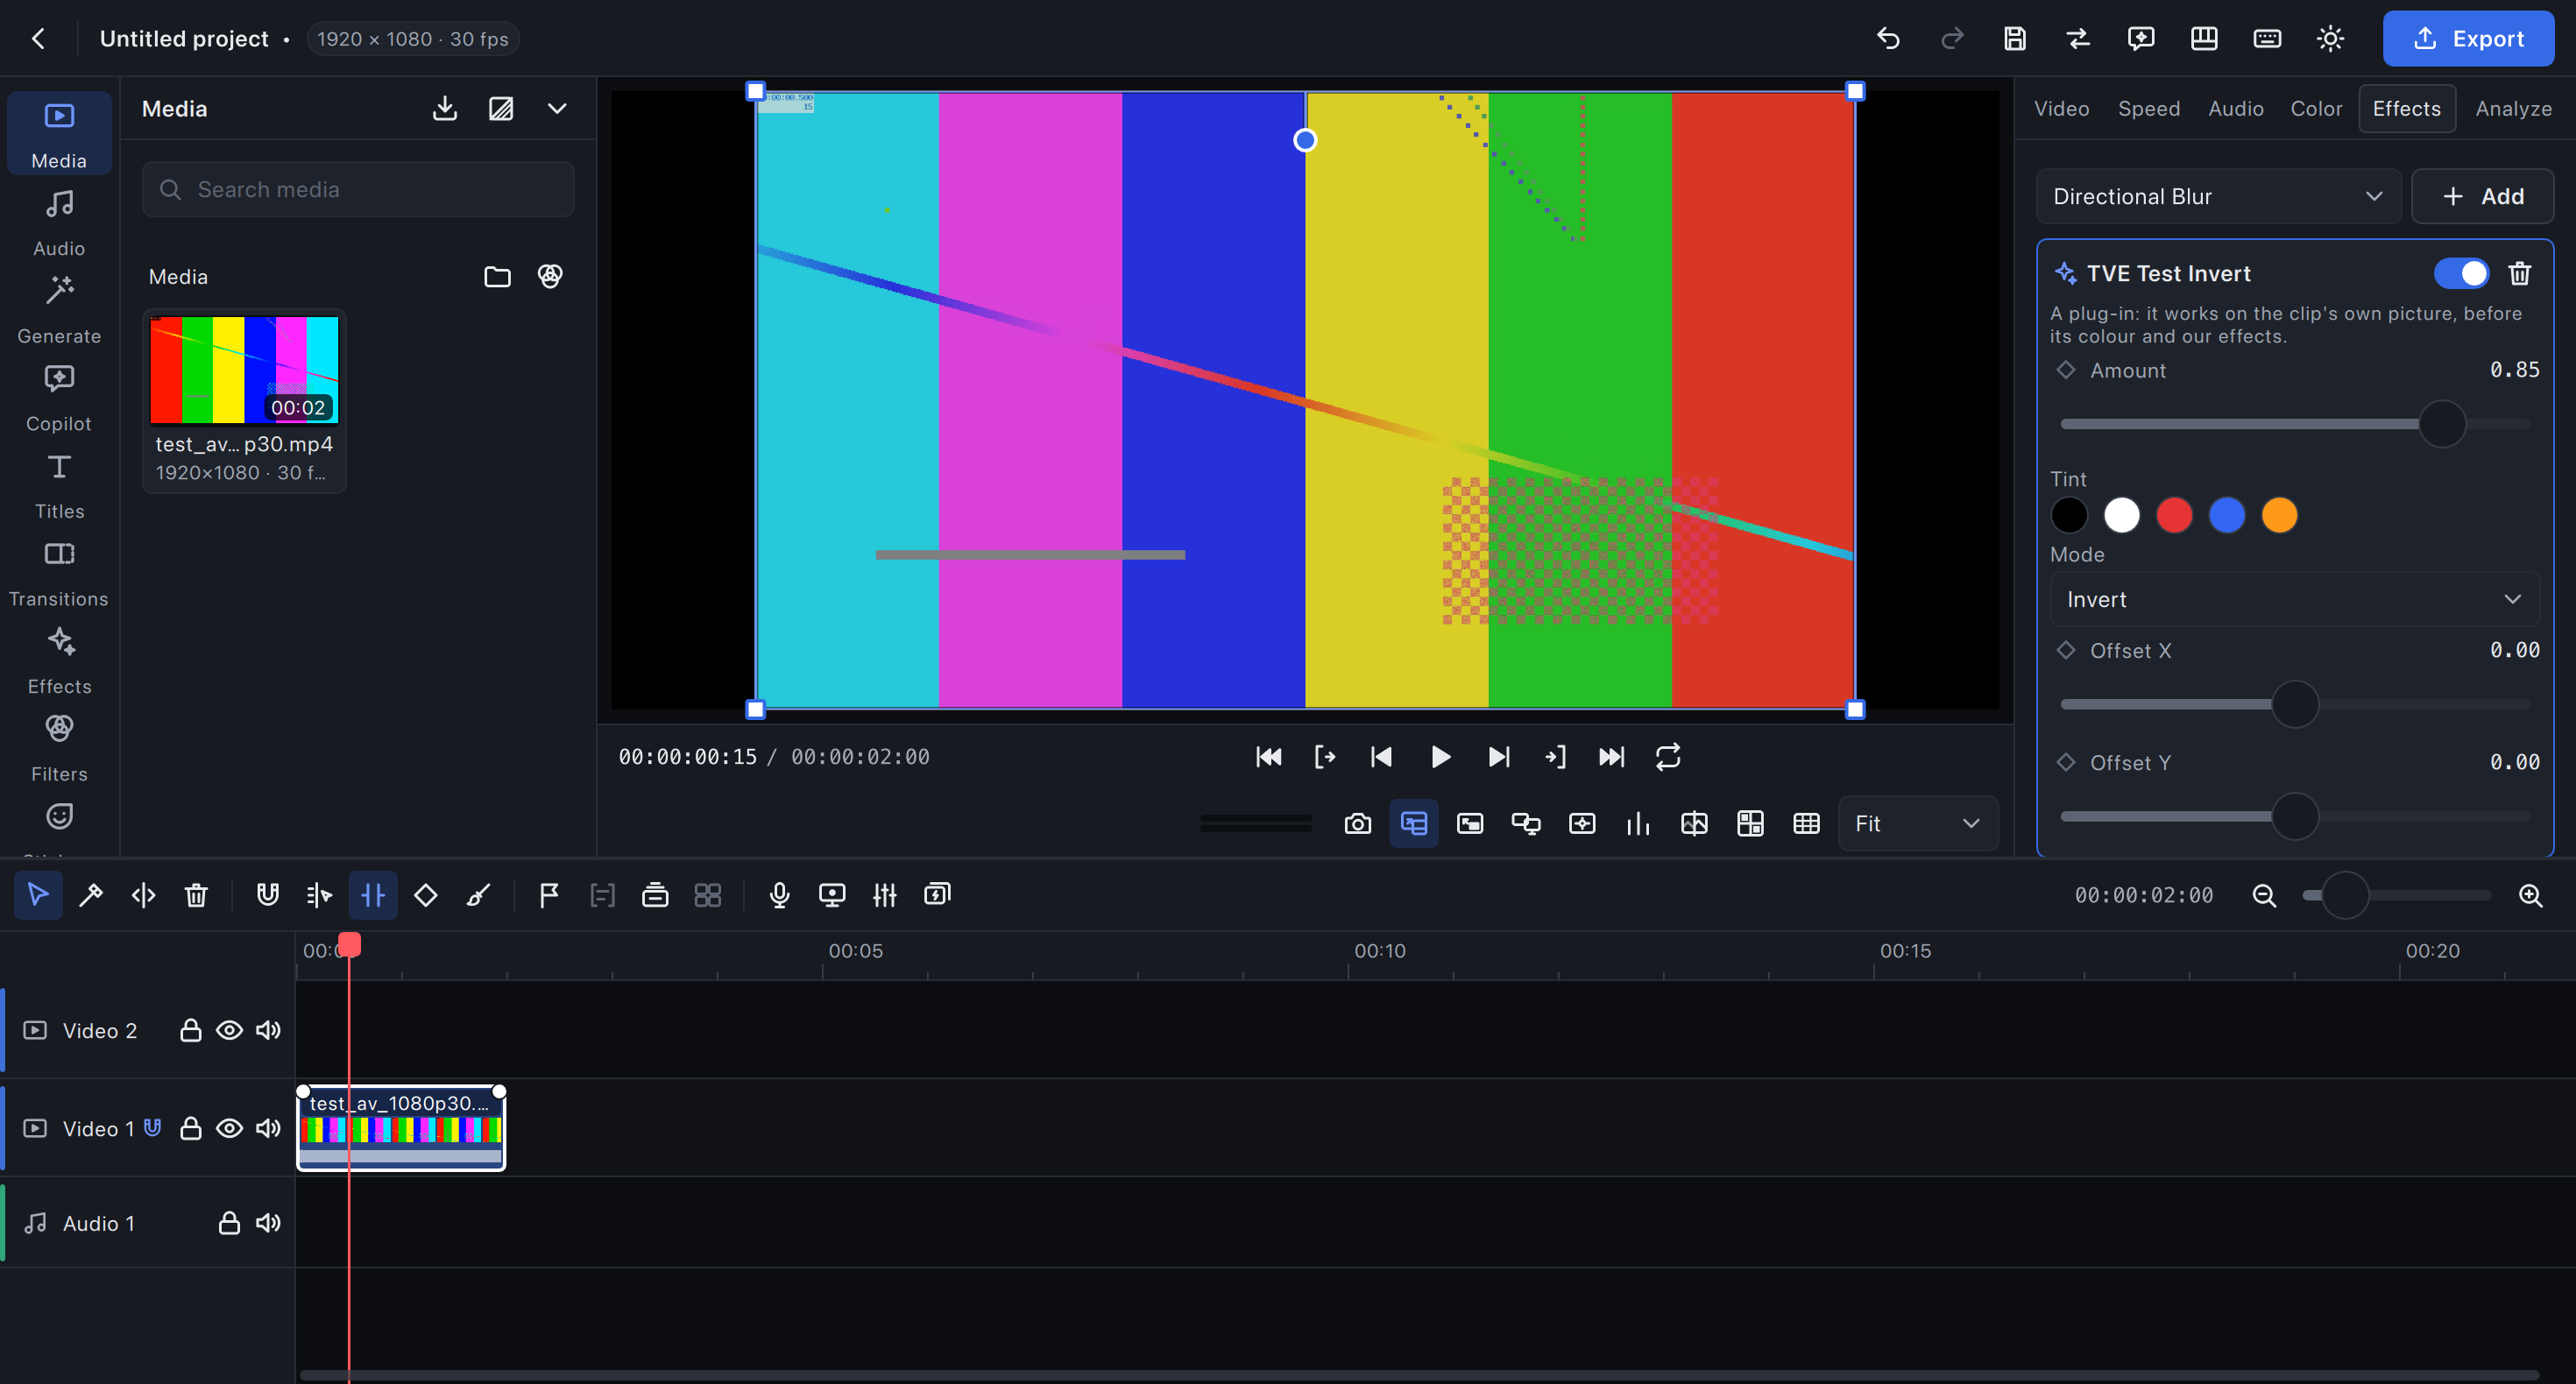 Untitled project • 1920 × 1080 · 30 fps
Export
Media
Audio
Generate
Copilot
Titles
Transitions
Effects
Filters
Media
Search media
Media
00:02
test_av...p30.mp4
1920×1080 · 30 f...
15
00:00:00:15 / 00:00:02:00
Fit
Video Speed Audio Color Effects Analyze
Directional Blur
Add
TVE Test Invert
A plug-in: it works on the clip's own picture, before
its colour and our effects.
Amount 0.85
Tint
Mode
Invert
Offset X 0.00
Offset Y 0.00
00:00:02:00
00:05 00:10 00:15 00:20
Video 2
Video 1
test_av_1080p30....
Audio 1